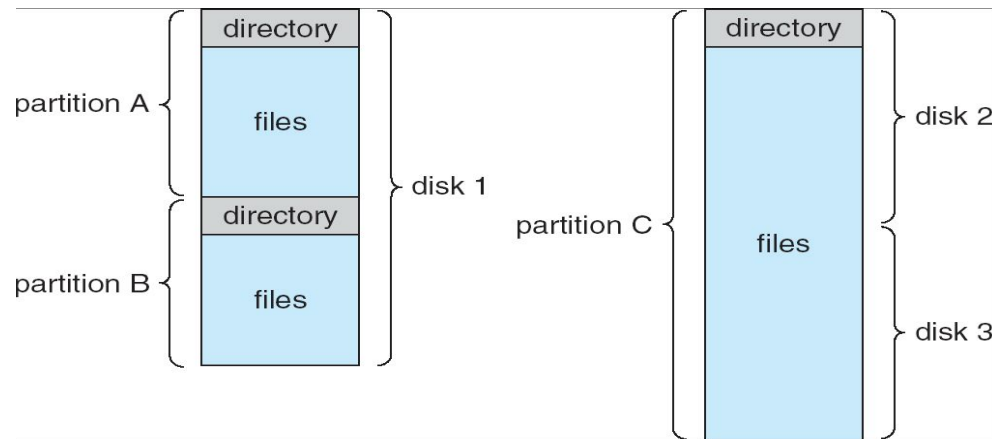 directory
partition A
files
disk 1
directory
partition B
files
directory
disk 2
partition C
files
disk 3